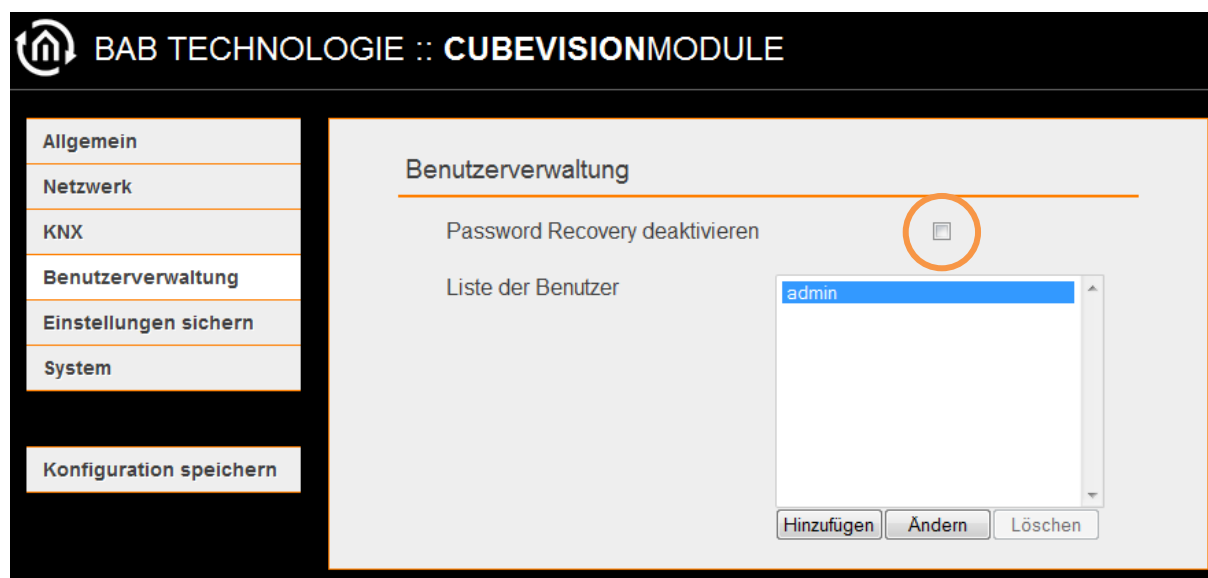 BAB TECHNOLOGIE :: CUBEVISIONMODULE
Allgemein
Netzwerk
KNX
Benutzerverwaltung
Einstellungen sichern
System
Konfiguration speichern
Benutzerverwaltung
Password Recovery deaktivieren
Liste der Benutzer
admin
Hinzufügen Ändern Löschen